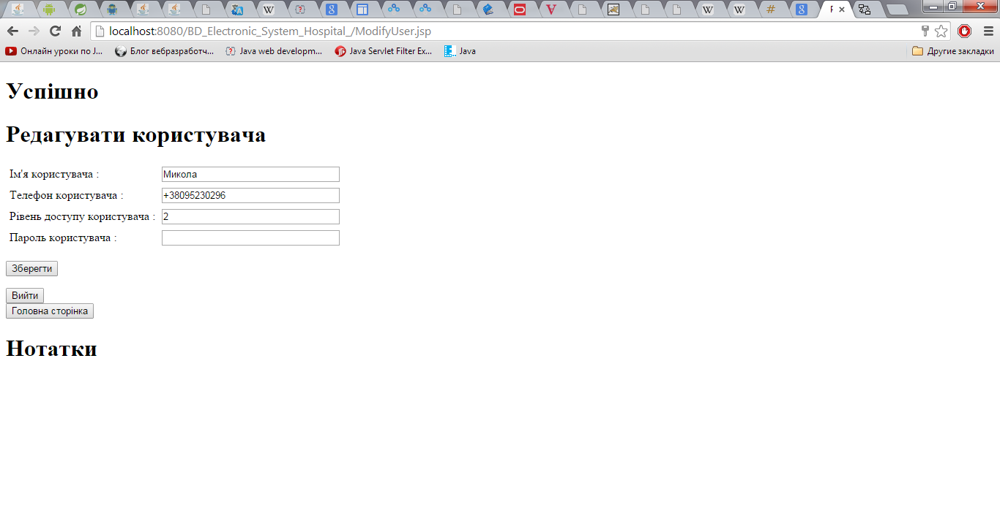 localhost:8080/BD_Electronic_System_Hospital_/ModifyUser.jsp
Онлайн уроки по J... Блог вебразработч... Java web developm... Java Servlet Filter Ex... Java Другие закладки
Успішно
Редагувати користувача
Ім'я користувача : Микола
Телефон користувача : +38095230296
Рівень доступу користувача : 2
Пароль користувача :
Зберегти
Вийти
Головна сторінка
Нотатки